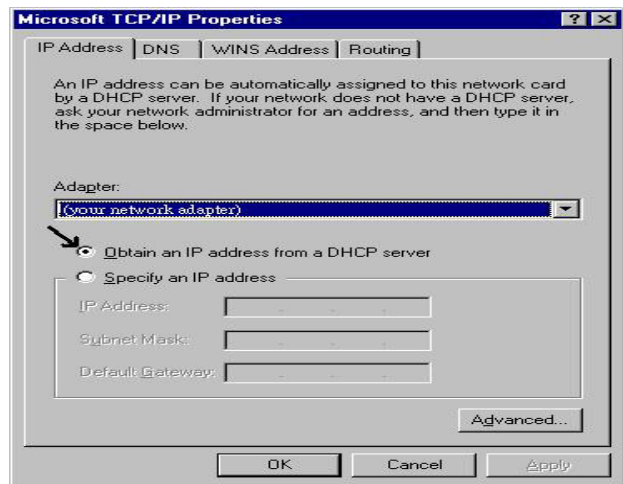 Microsoft TCP/IP Properties
IP Address DNS WINS Address Routing
An IP address can be automatically assigned to this network card
by a DHCP server. If your network does not have a DHCP server,
ask your network administrator for an address, and then type it in
the space below.
Adapter:
(your network adapter)
Obtain an IP address from a DHCP server
Specify an IP address
IP Address:
Subnet Mask:
Default Gateway:
Advanced...
OK Cancel Apply